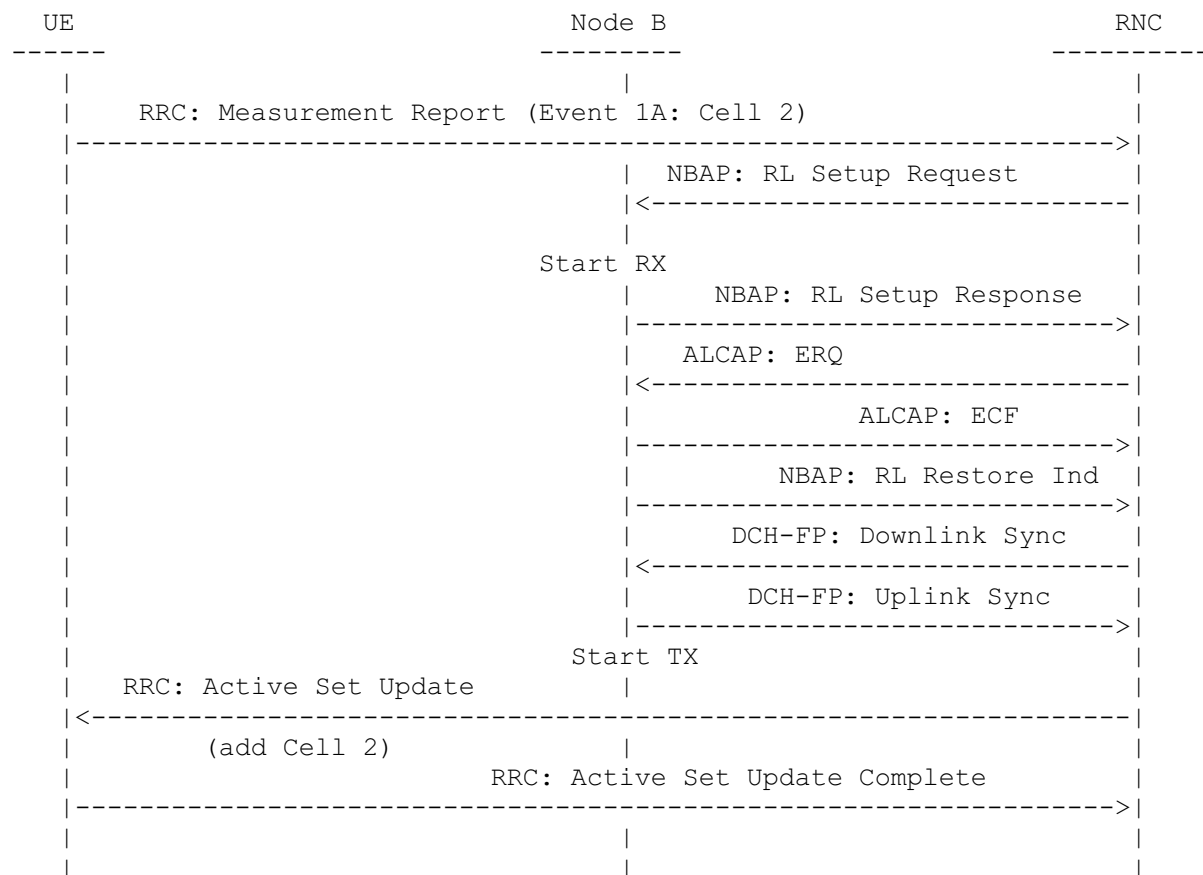 UE Node B RNC
RRC: Measurement Report (Event 1A: Cell 2)
NBAP: RL Setup Request
Start RX
NBAP: RL Setup Response
ALCAP: ERQ
ALCAP: ECF
NBAP: RL Restore Ind
DCH-FP: Downlink Sync
DCH-FP: Uplink Sync
Start TX
RRC: Active Set Update
(add Cell 2)
RRC: Active Set Update Complete